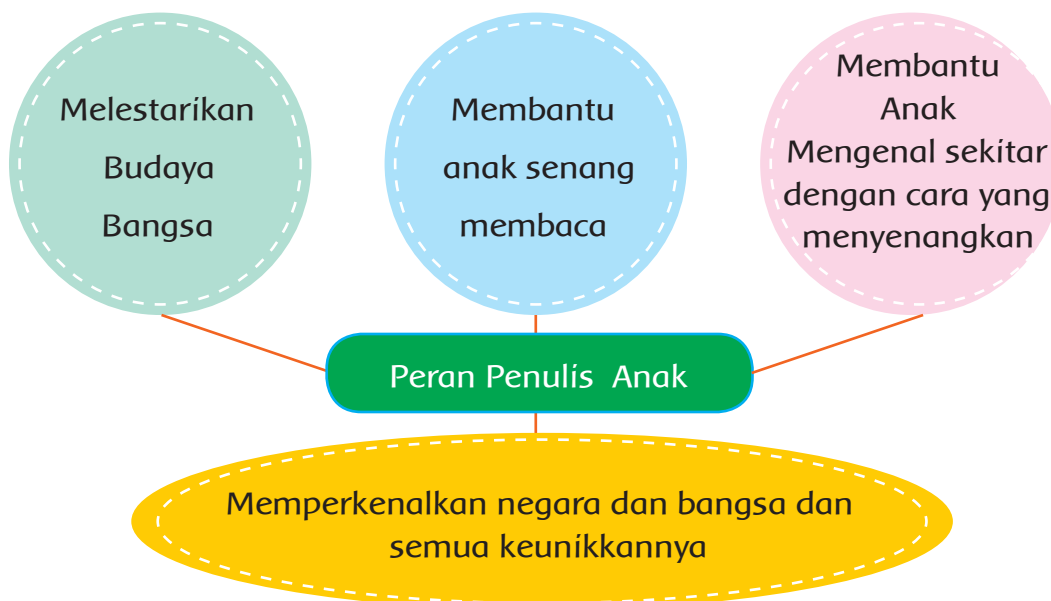 Melestarikan
Budaya
Bangsa
Membantu
anak senang
membaca
Membantu
Anak
Mengenal sekitar
dengan cara yang
menyenangkan
Peran Penulis Anak
Memperkenalkan negara dan bangsa dan
semua keunikkannya